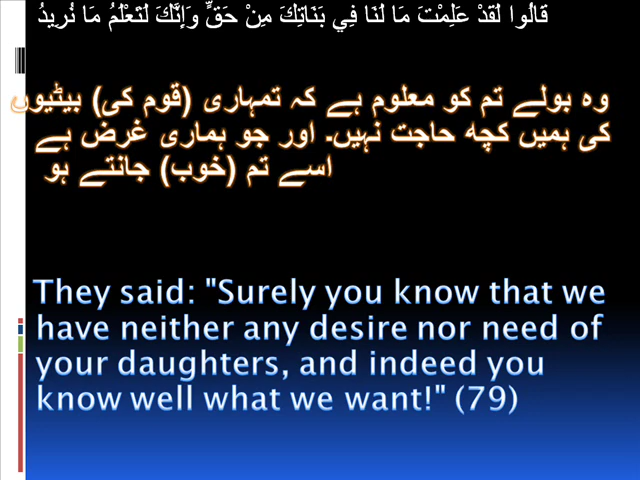 قَالُوا لَقَدْ عَلِمْتَ مَا لَنَا فِي بَنَاتِكَ مِنْ حَقٍّ وَإِنَّكَ لَتَعْلَمُ مَا نُرِيدُ
وہ بولے تم کو معلوم ہے کہ تمہاری (قوم کی) بیٹیوں
کی ہمیں کچھ حاجت نہیں۔ اور جو ہماری غرض ہے
اسے تم (خوب) جانتے ہو
They said: "Surely you know that we
have neither any desire nor need of
your daughters, and indeed you
know well what we want!" (79)